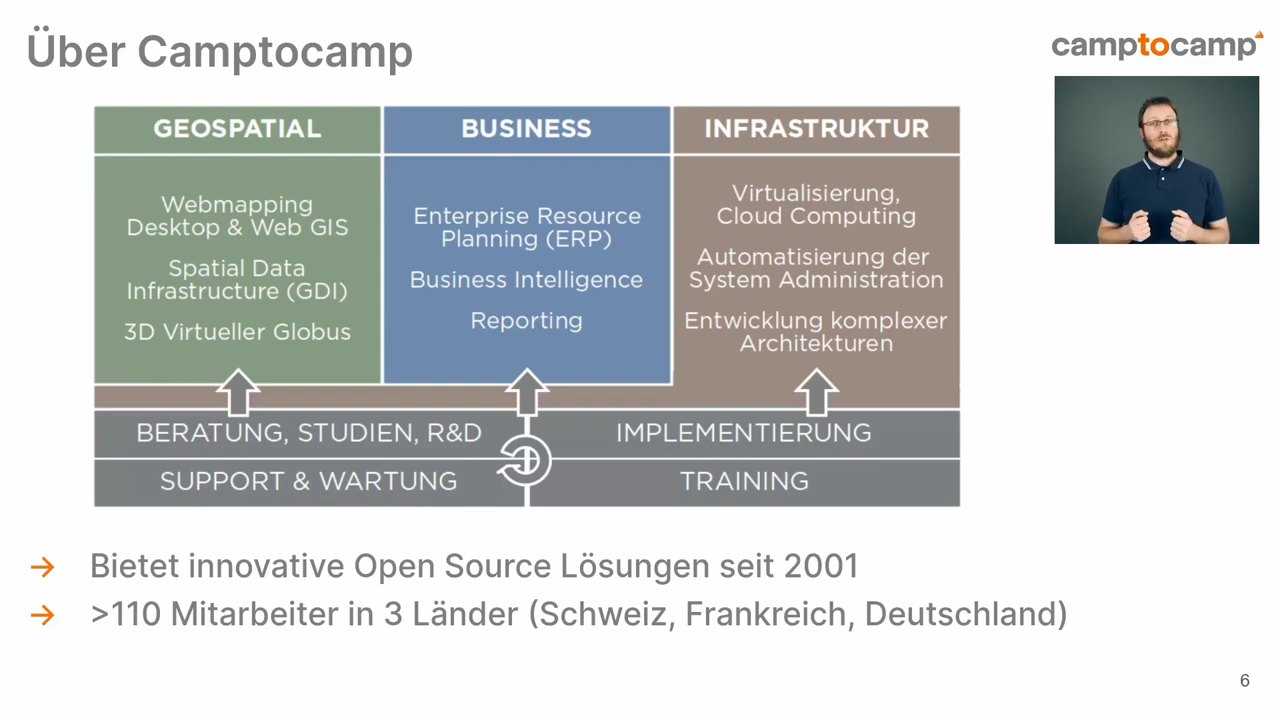 Über Camptocamp
camptocamp
GEOSPATIAL
Webmapping
Desktop & Web GIS
Spatial Data
Infrastructure (GDI)
3D Virtueller Globus
BUSINESS
Enterprise Resource
Planning (ERP)
Business Intelligence
Reporting
INFRASTRUKTUR
Virtualisierung,
Cloud Computing
Automatisierung der
System Administration
Entwicklung komplexer
Architekturen
BERATUNG, STUDIEN, R&D
IMPLEMENTIERUNG
SUPPORT & WARTUNG
TRAINING
→ Bietet innovative Open Source Lösungen seit 2001
→ >110 Mitarbeiter in 3 Länder (Schweiz, Frankreich, Deutschland)
6